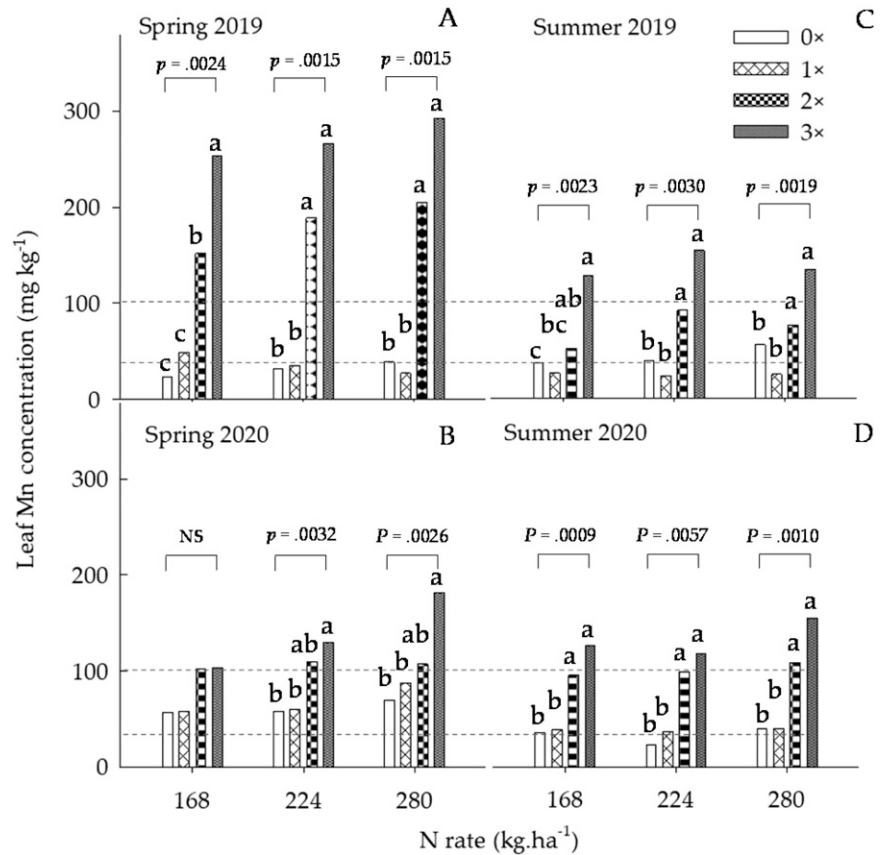 Spring 2019
A
p = .0024
p = .0015
p = .0015
a
a
a
b
a
a
c
c
b
b
b
b
Summer 2019
C
0×
1×
2×
3×
p = .0023
p = .0030
p = .0019
c
bc
ab
a
b
b
a
a
b
b
a
a
300
200
100
0
Spring 2020
B
NS
p = .0032
P = .0026
b
b
ab
a
b
b
ab
a
Summer 2020
D
P = .0009
P = .0057
P = .0010
b
b
a
a
b
b
a
a
b
b
a
a
300
200
100
0
168
224
280
168
224
280
Leaf Mn concentration (mg kg⁻¹)
N rate (kg.ha⁻¹)